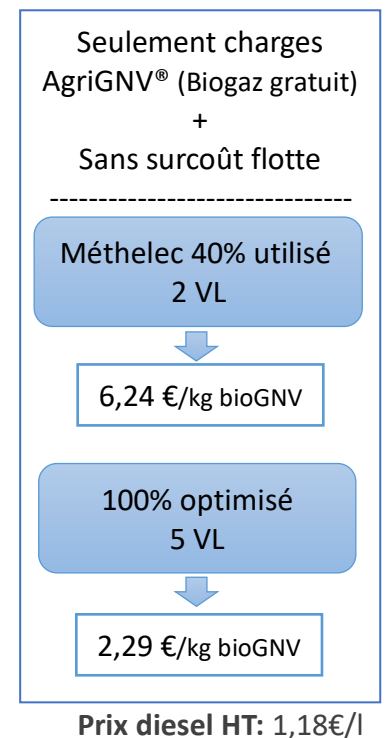 Seulement charges
AgriGNV® (Biogaz gratuit)
+
Sans surcoût flotte
-------------------------------
Méthelec 40% utilisé
2 VL
6,24 €/kg bioGNV
100% optimisé
5 VL
2,29 €/kg bioGNV
Prix diesel HT: 1,18€/l